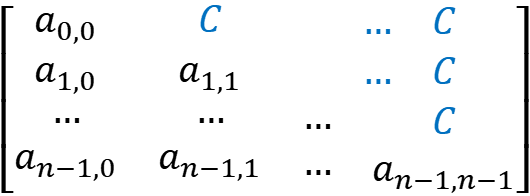 a₀,₀ C ... C
a₁,₀ a₁,₁ ... C
... ... ... C
aₙ₋₁,₀ aₙ₋₁,₁ ... aₙ₋₁,ₙ₋₁